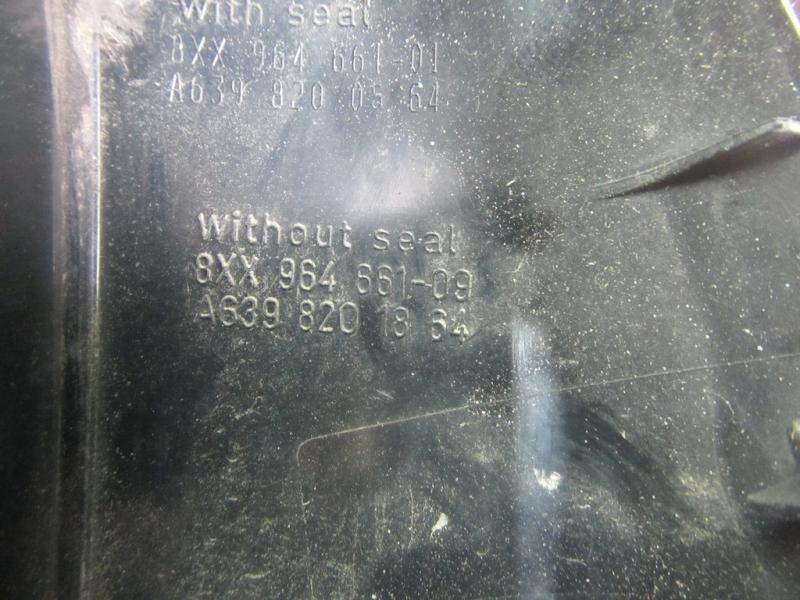 With seal
8XX 964 661-01
A639 820 05 64
Without seal
8XX 964 661-09
A639 820 18 64